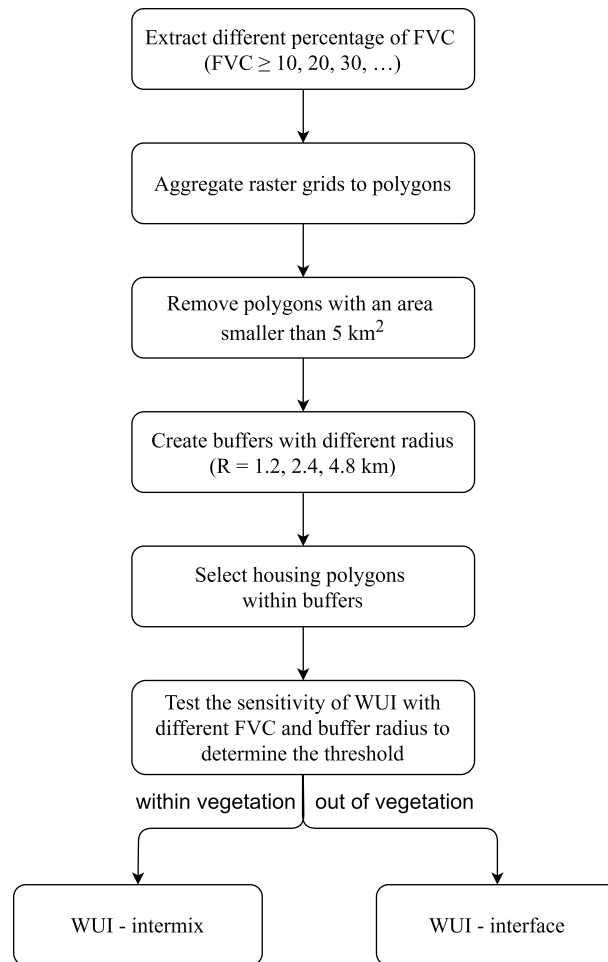 Extract different percentage of FVC
(FVC ≥ 10, 20, 30, …)
Aggregate raster grids to polygons
Remove polygons with an area
smaller than 5 km²
Create buffers with different radius
(R = 1.2, 2.4, 4.8 km)
Select housing polygons
within buffers
Test the sensitivity of WUI with
different FVC and buffer radius to
determine the threshold
within vegetation
out of vegetation
WUI - intermix
WUI - interface